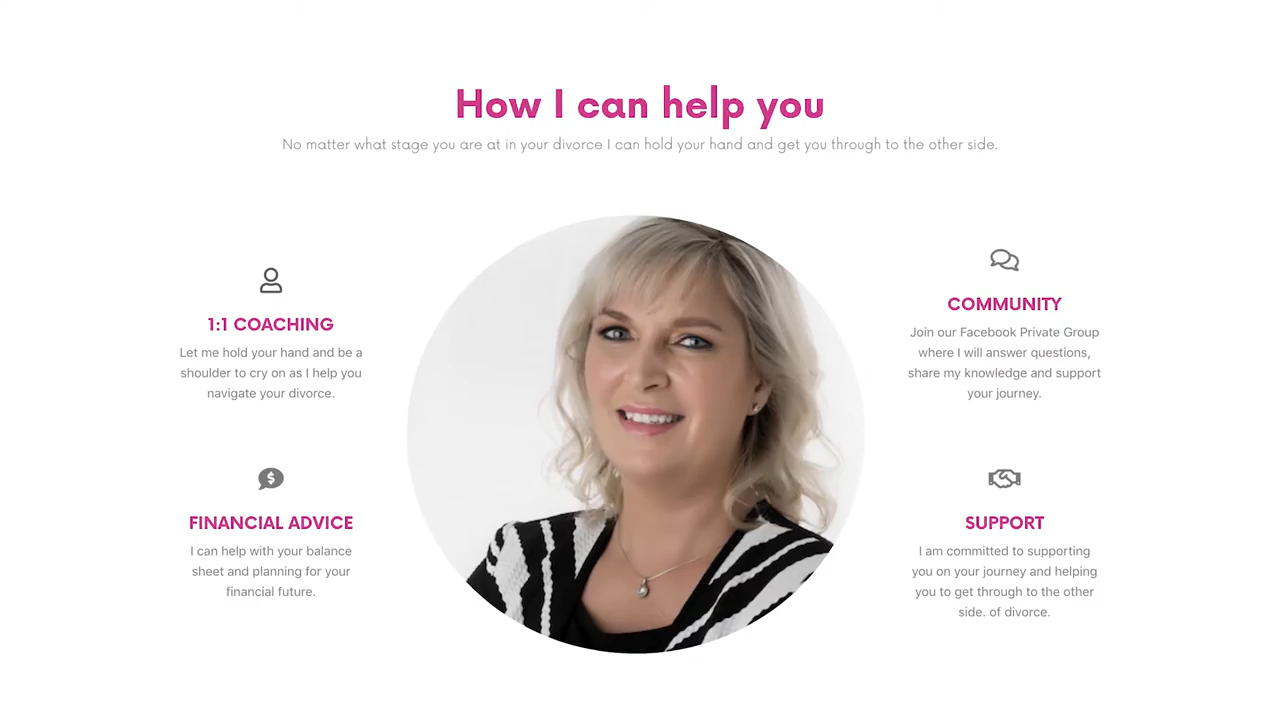 How I can help you
No matter what stage you are at in your divorce I can hold your hand and get you through to the other side.
1:1 COACHING
Let me hold your hand and be a
shoulder to cry on as I help you
navigate your divorce.
FINANCIAL ADVICE
I can help with your balance
sheet and planning for your
financial future.
COMMUNITY
Join our Facebook Private Group
where I will answer questions,
share my knowledge and support
your journey.
SUPPORT
I am committed to supporting
you on your journey and helping
you to get through to the other
side. of divorce.